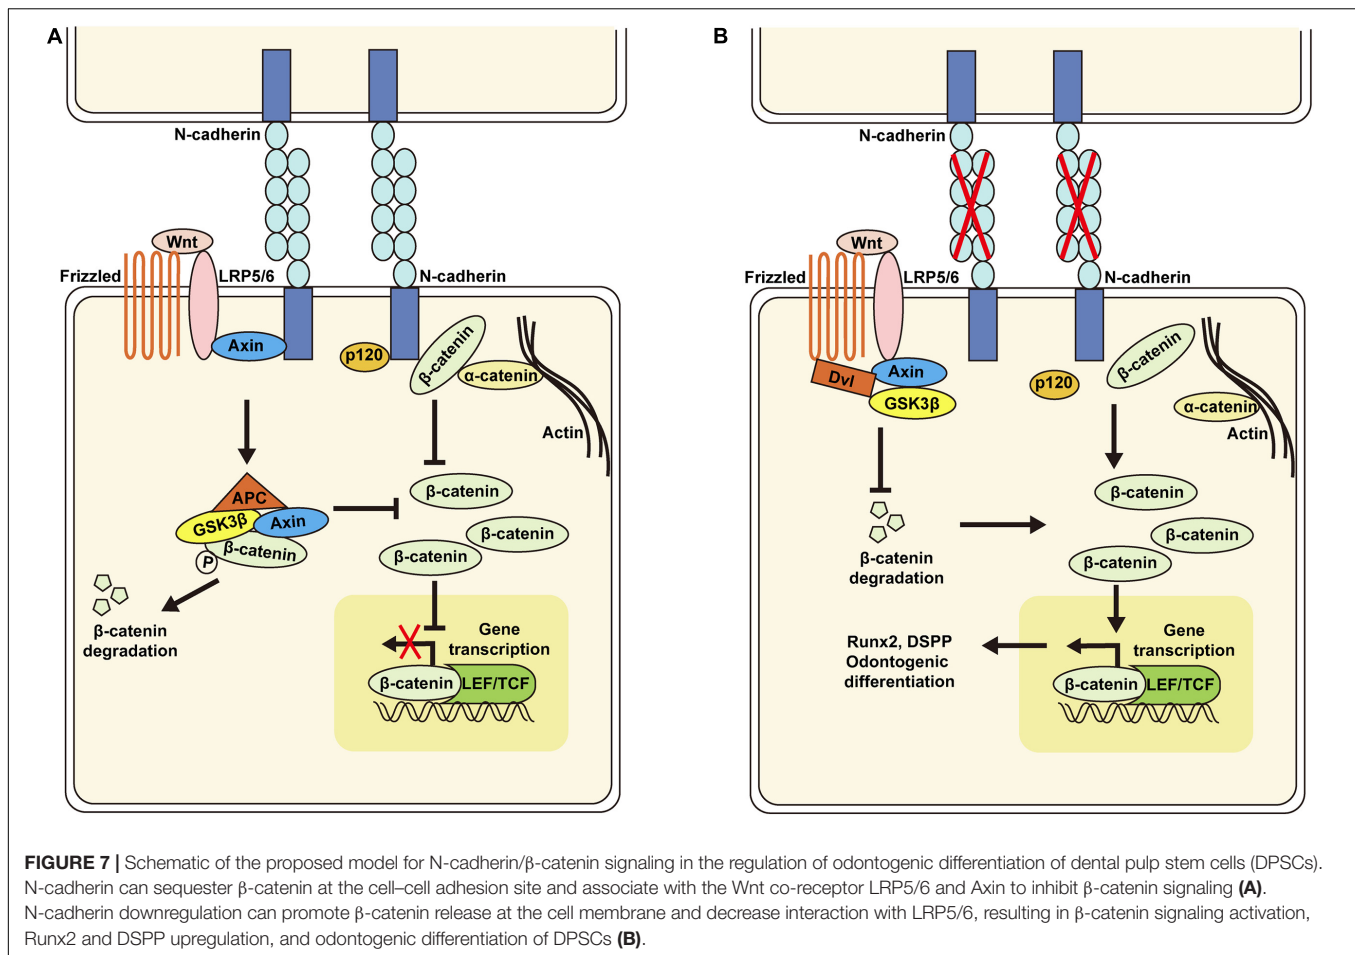 A
N-cadherin
Wnt
Frizzled
LRP5/6
N-cadherin
Axin
p120
β-catenin
α-catenin
Actin
APC
GSK3β
Axin
β-catenin
P
β-catenin
β-catenin
β-catenin
β-catenin
degradation
Gene
transcription
β-catenin
LEF/TCF
B
N-cadherin
Wnt
Frizzled
LRP5/6
N-cadherin
Dvl
Axin
GSK3β
p120
β-catenin
α-catenin
Actin
β-catenin
β-catenin
β-catenin
β-catenin
degradation
Runx2, DSPP
Odontogenic
differentiation
Gene
transcription
β-catenin
LEF/TCF
FIGURE 7 | Schematic of the proposed model for N-cadherin/β-catenin signaling in the regulation of odontogenic differentiation of dental pulp stem cells (DPSCs).
N-cadherin can sequester β-catenin at the cell–cell adhesion site and associate with the Wnt co-receptor LRP5/6 and Axin to inhibit β-catenin signaling (A).
N-cadherin downregulation can promote β-catenin release at the cell membrane and decrease interaction with LRP5/6, resulting in β-catenin signaling activation,
Runx2 and DSPP upregulation, and odontogenic differentiation of DPSCs (B).